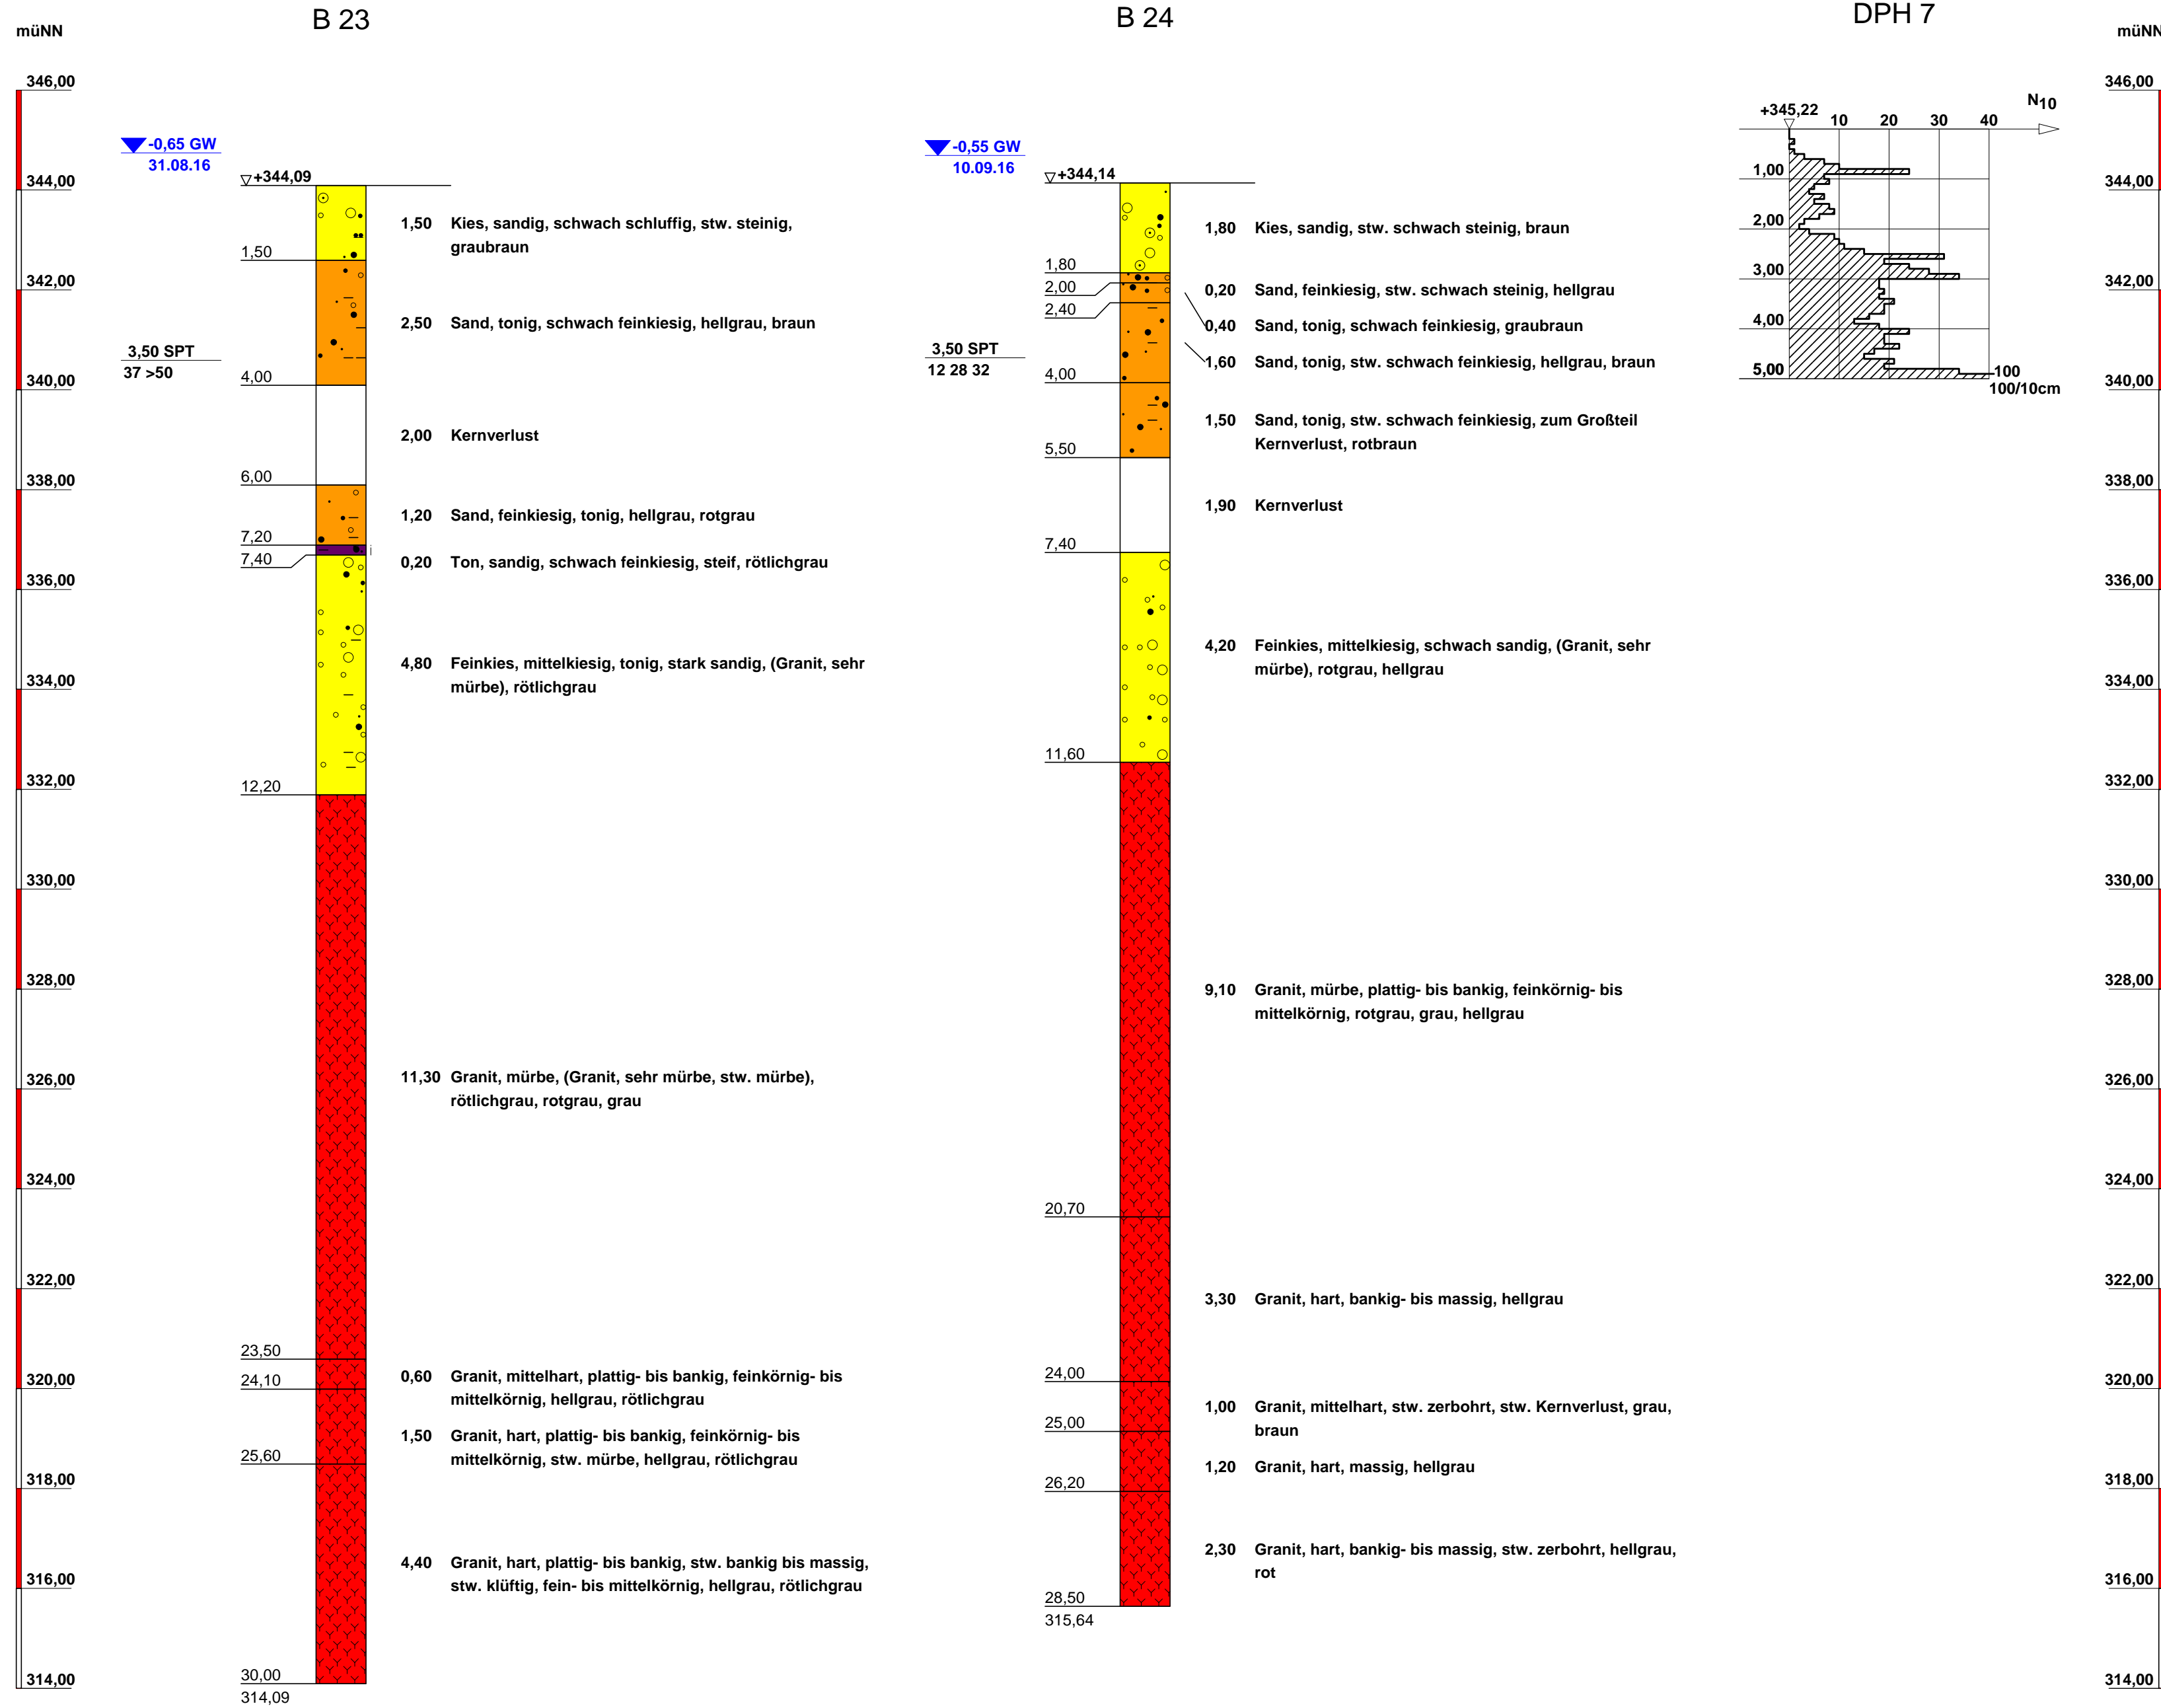 B 23
B 24
DPH 7
müNN
müNN
346,00
344,00
342,00
340,00
338,00
336,00
334,00
332,00
330,00
328,00
326,00
324,00
322,00
320,00
318,00
316,00
314,00
-0,65 GW
31.08.16
+344,09
1,50
4,00
6,00
7,20
7,40
12,20
23,50
24,10
25,60
30,00
314,09
3,50 SPT
37 >50
1,50 Kies, sandig, schwach schluffig, stw. steinig,
graubraun
2,50 Sand, tonig, schwach feinkiesig, hellgrau, braun
2,00 Kernverlust
1,20 Sand, feinkiesig, tonig, hellgrau, rotgrau
0,20 Ton, sandig, schwach feinkiesig, steif, rötlichgrau
4,80 Feinkies, mittelkiesig, tonig, stark sandig, (Granit, sehr
mürbe), rötlichgrau
11,30 Granit, mürbe, (Granit, sehr mürbe, stw. mürbe),
rötlichgrau, rotgrau, grau
0,60 Granit, mittelhart, plattig- bis bankig, feinkörnig- bis
mittelkörnig, hellgrau, rötlichgrau
1,50 Granit, hart, plattig- bis bankig, feinkörnig- bis
mittelkörnig, stw. mürbe, hellgrau, rötlichgrau
4,40 Granit, hart, plattig- bis bankig, stw. bankig bis massig,
stw. klüftig, fein- bis mittelkörnig, hellgrau, rötlichgrau
-0,55 GW
10.09.16
+344,14
1,80
2,00
2,40
4,00
5,50
7,40
11,60
20,70
24,00
25,00
26,20
28,50
315,64
3,50 SPT
12 28 32
1,80 Kies, sandig, stw. schwach steinig, braun
0,20 Sand, feinkiesig, stw. schwach steinig, hellgrau
0,40 Sand, tonig, schwach feinkiesig, graubraun
1,60 Sand, tonig, stw. schwach feinkiesig, hellgrau, braun
1,50 Sand, tonig, stw. schwach feinkiesig, zum Großteil
Kernverlust, rotbraun
1,90 Kernverlust
4,20 Feinkies, mittelkiesig, schwach sandig, (Granit, sehr
mürbe), rotgrau, hellgrau
9,10 Granit, mürbe, plattig- bis bankig, feinkörnig- bis
mittelkörnig, rotgrau, grau, hellgrau
3,30 Granit, hart, bankig- bis massig, hellgrau
1,00 Granit, mittelhart, stw. zerbohrt, stw. Kernverlust, grau,
braun
1,20 Granit, hart, massig, hellgrau
2,30 Granit, hart, bankig- bis massig, stw. zerbohrt, hellgrau,
rot
N10
+345,22
10 20 30 40
1,00
2,00
3,00
4,00
5,00
100
100/10cm
346,00
344,00
342,00
340,00
338,00
336,00
334,00
332,00
330,00
328,00
326,00
324,00
322,00
320,00
318,00
316,00
314,00